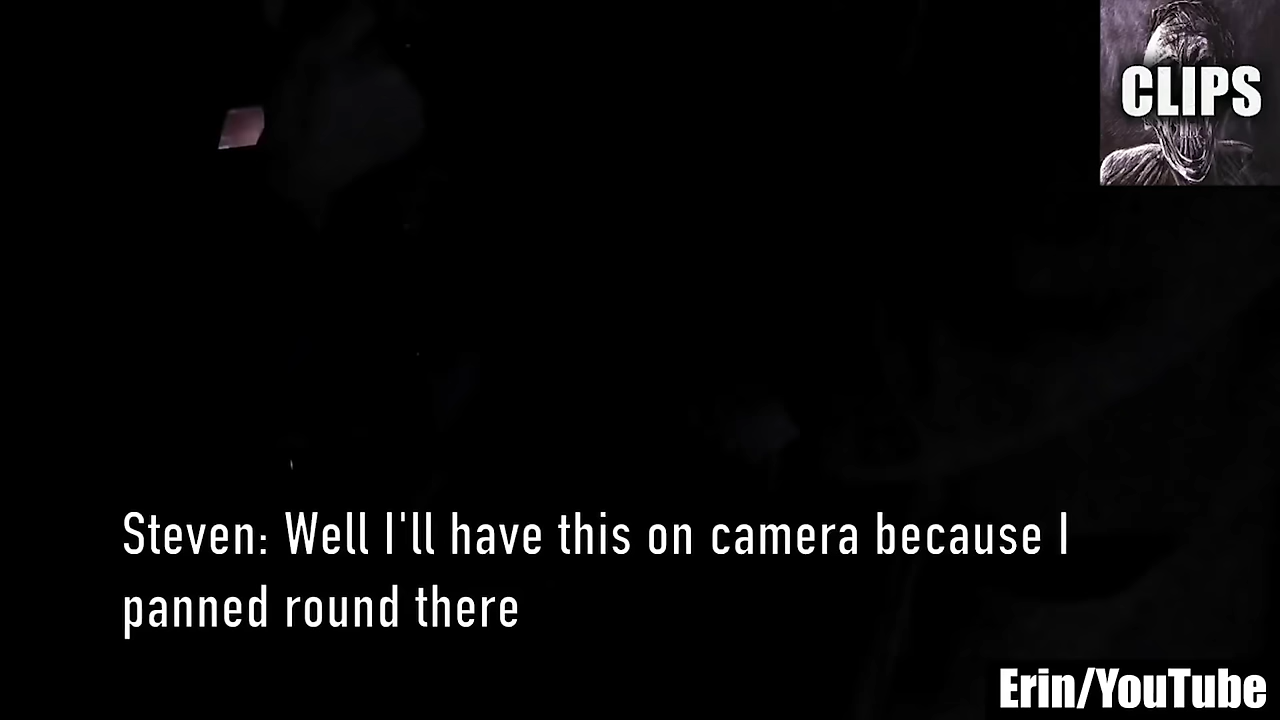 CLIPS
Steven: Well I'll have this on camera because I
panned round there
Erin/YouTube